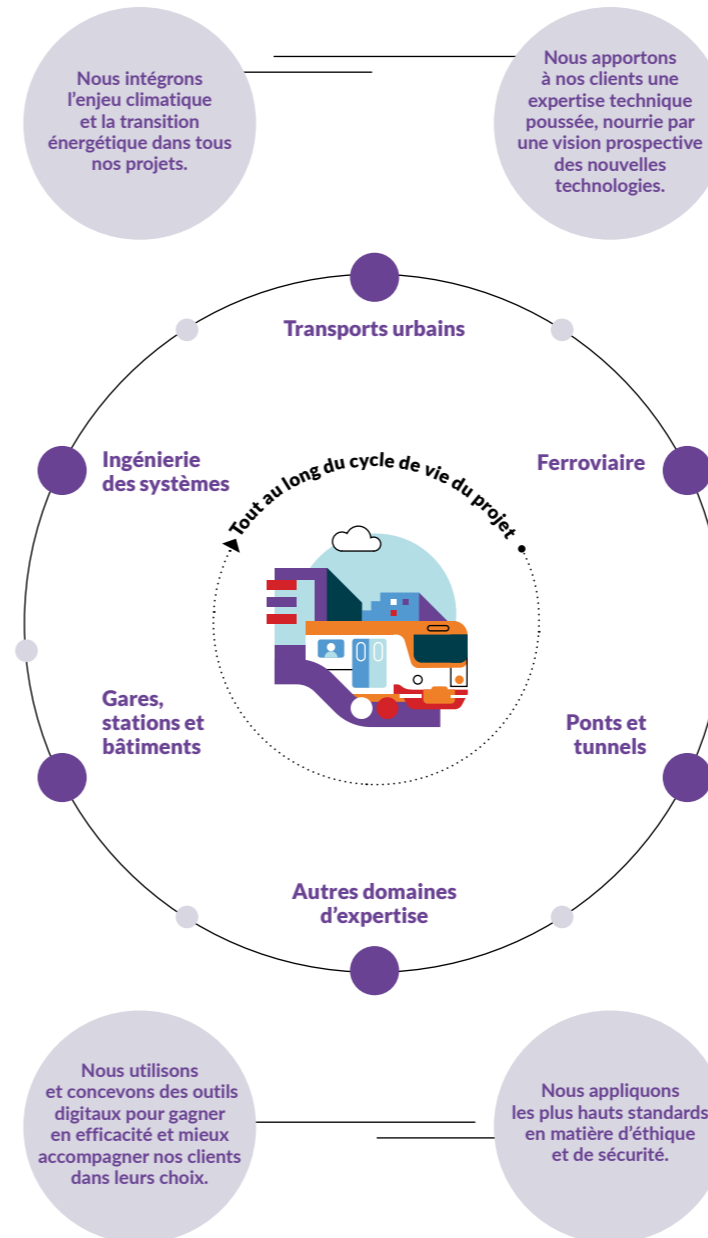 Nous intégrons
l'enjeu climatique
et la transition
énergétique dans tous
nos projets.
Nous apportons
à nos clients une
expertise technique
poussée, nourrie par
une vision prospective
des nouvelles
technologies.
Transports urbains
Ingénierie
des systèmes
Ferroviaire
Tout au long du cycle de vie du projet
Gares,
stations et
bâtiments
Ponts et
tunnels
Autres domaines
d'expertise
Nous utilisons
et concevons des outils
digitaux pour gagner
en efficacité et mieux
accompagner nos clients
dans leurs choix.
Nous appliquons
les plus hauts standards
en matière d'éthique
et de sécurité.